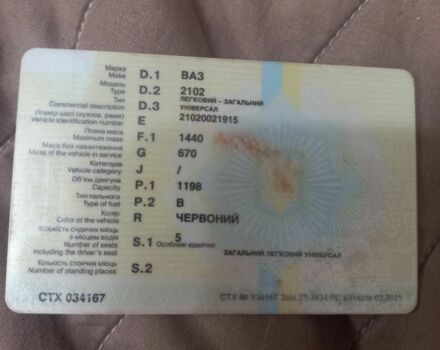 Марка
Make D.1 ВАЗ
Модель
Type D.2 2102
Тип ЛЕГКОВИЙ - ЗАГАЛЬНИЙ
Commercial description D.3 УНІВЕРСАЛ
Номер шасі (кузова, рами)
Vehicle identification number E 21020021915
Повна маса
Maximum mass F.1 1440
Маса без навантаження
Mass of the vehicle in service G 670
Категорія
Vehicle category J /
Об'єм двигуна
Capacity P.1 1198
Тип пального
Type of fuel P.2 B
Колір
Color of the vehicle R ЧЕРВОНИЙ
Кількість сидячих місць
з місцем водія 5
Number of seats S.1 Особливі відмітки:
including the driver's seat ЗАГАЛЬНИЙ ЛЕГКОВИЙ УНІВЕРСАЛ
Кількість стоячих місць
Number of standing places S.2
СТХ 034167
СТХ № 034167